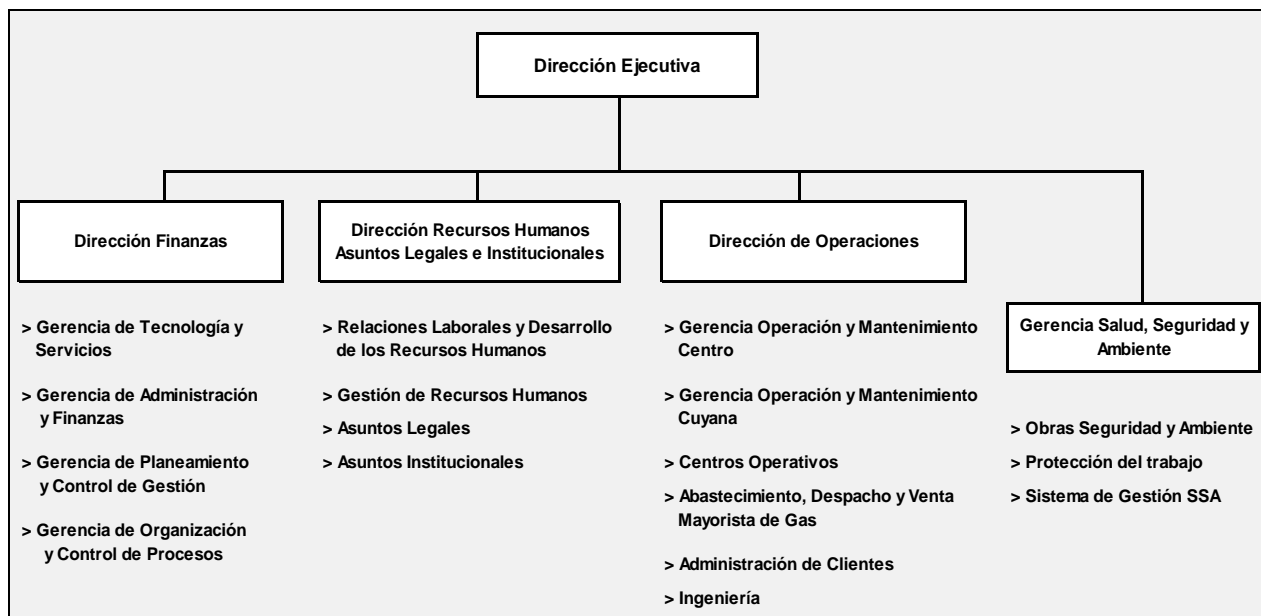 Dirección Ejecutiva
Dirección Finanzas
Dirección Recursos Humanos
Asuntos Legales e Institucionales
Dirección de Operaciones
> Gerencia de Tecnología y
Servicios
> Gerencia de Administración
y Finanzas
> Gerencia de Planeamiento
y Control de Gestión
> Gerencia de Organización
y Control de Procesos
> Relaciones Laborales y Desarrollo
de los Recursos Humanos
> Gestión de Recursos Humanos
> Asuntos Legales
> Asuntos Institucionales
> Gerencia Operación y Mantenimiento
Centro
> Gerencia Operación y Mantenimiento
Cuyana
> Centros Operativos
> Abastecimiento, Despacho y Venta
Mayorista de Gas
> Administración de Clientes
> Ingeniería
Gerencia Salud, Seguridad y
Ambiente
> Obras Seguridad y Ambiente
> Protección del trabajo
> Sistema de Gestión SSA